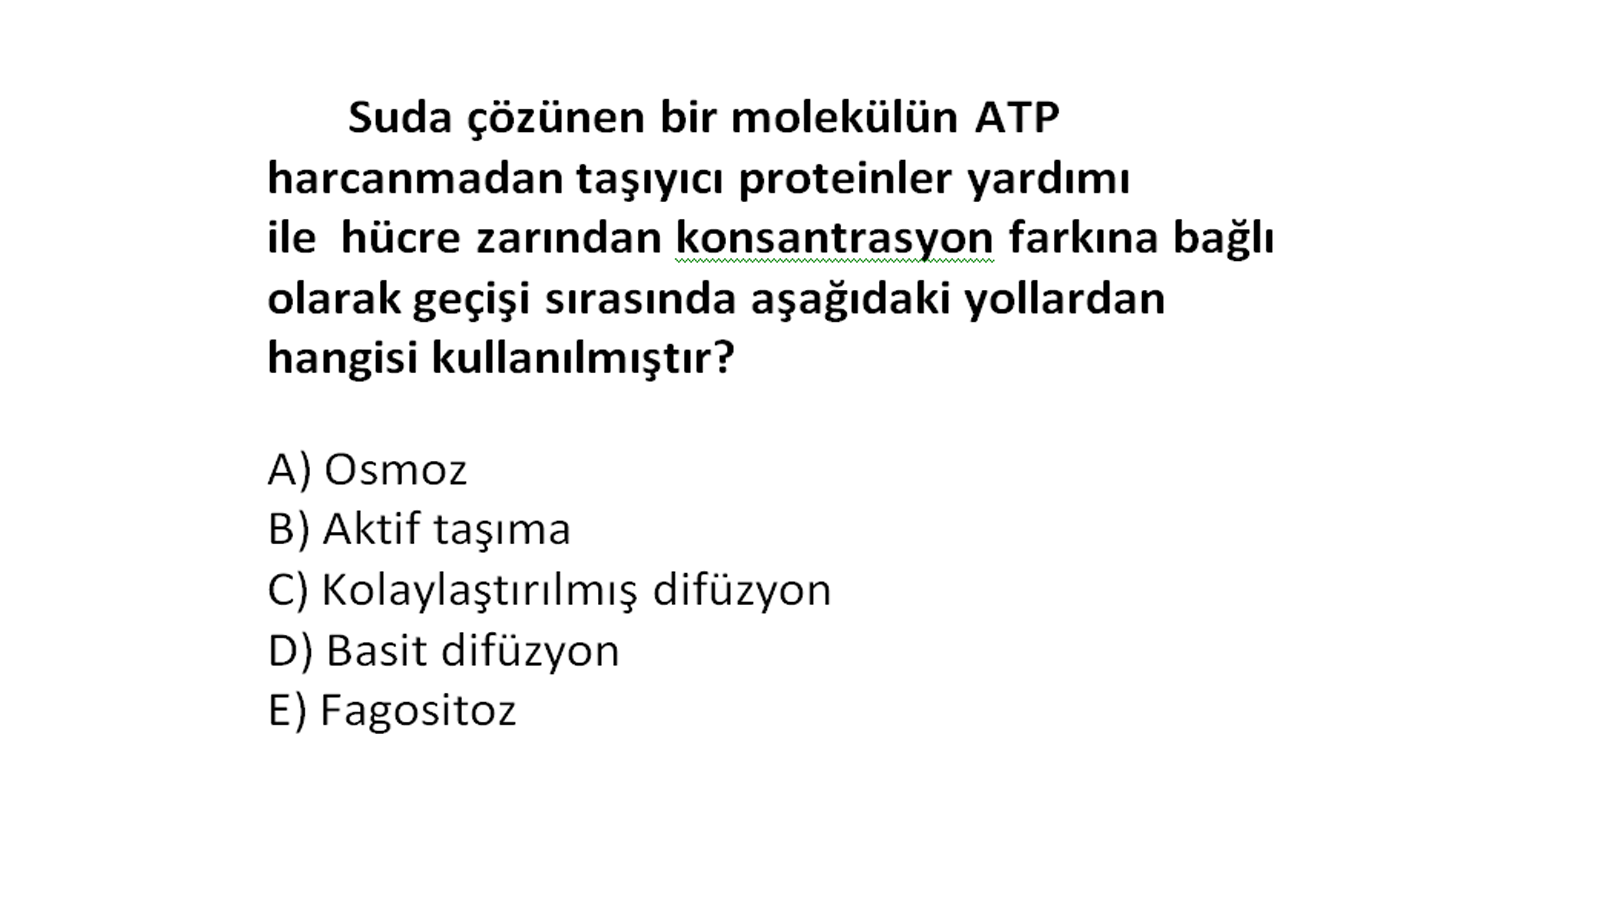 Suda çözünen bir molekülün ATP
harcanmadan taşıyıcı proteinler yardımı
ile hücre zarından konsantrasyon farkına bağlı
olarak geçişi sırasında aşağıdaki yollardan
hangisi kullanılmıştır?
A) Osmoz
B) Aktif taşıma
C) Kolaylaştırılmış difüzyon
D) Basit difüzyon
E) Fagositoz